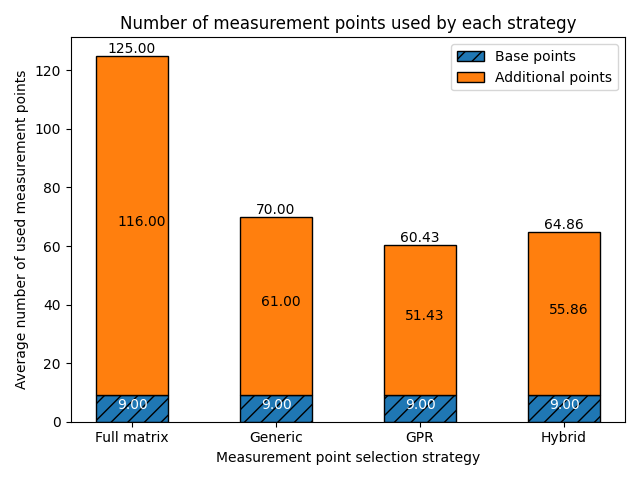 Number of measurement points used by each strategy
Average number of used measurement points
120
100
80
60
40
20
0
Base points
Additional points
125.00
116.00
9.00
70.00
61.00
9.00
60.43
51.43
9.00
64.86
55.86
9.00
Full matrix
Generic
GPR
Hybrid
Measurement point selection strategy